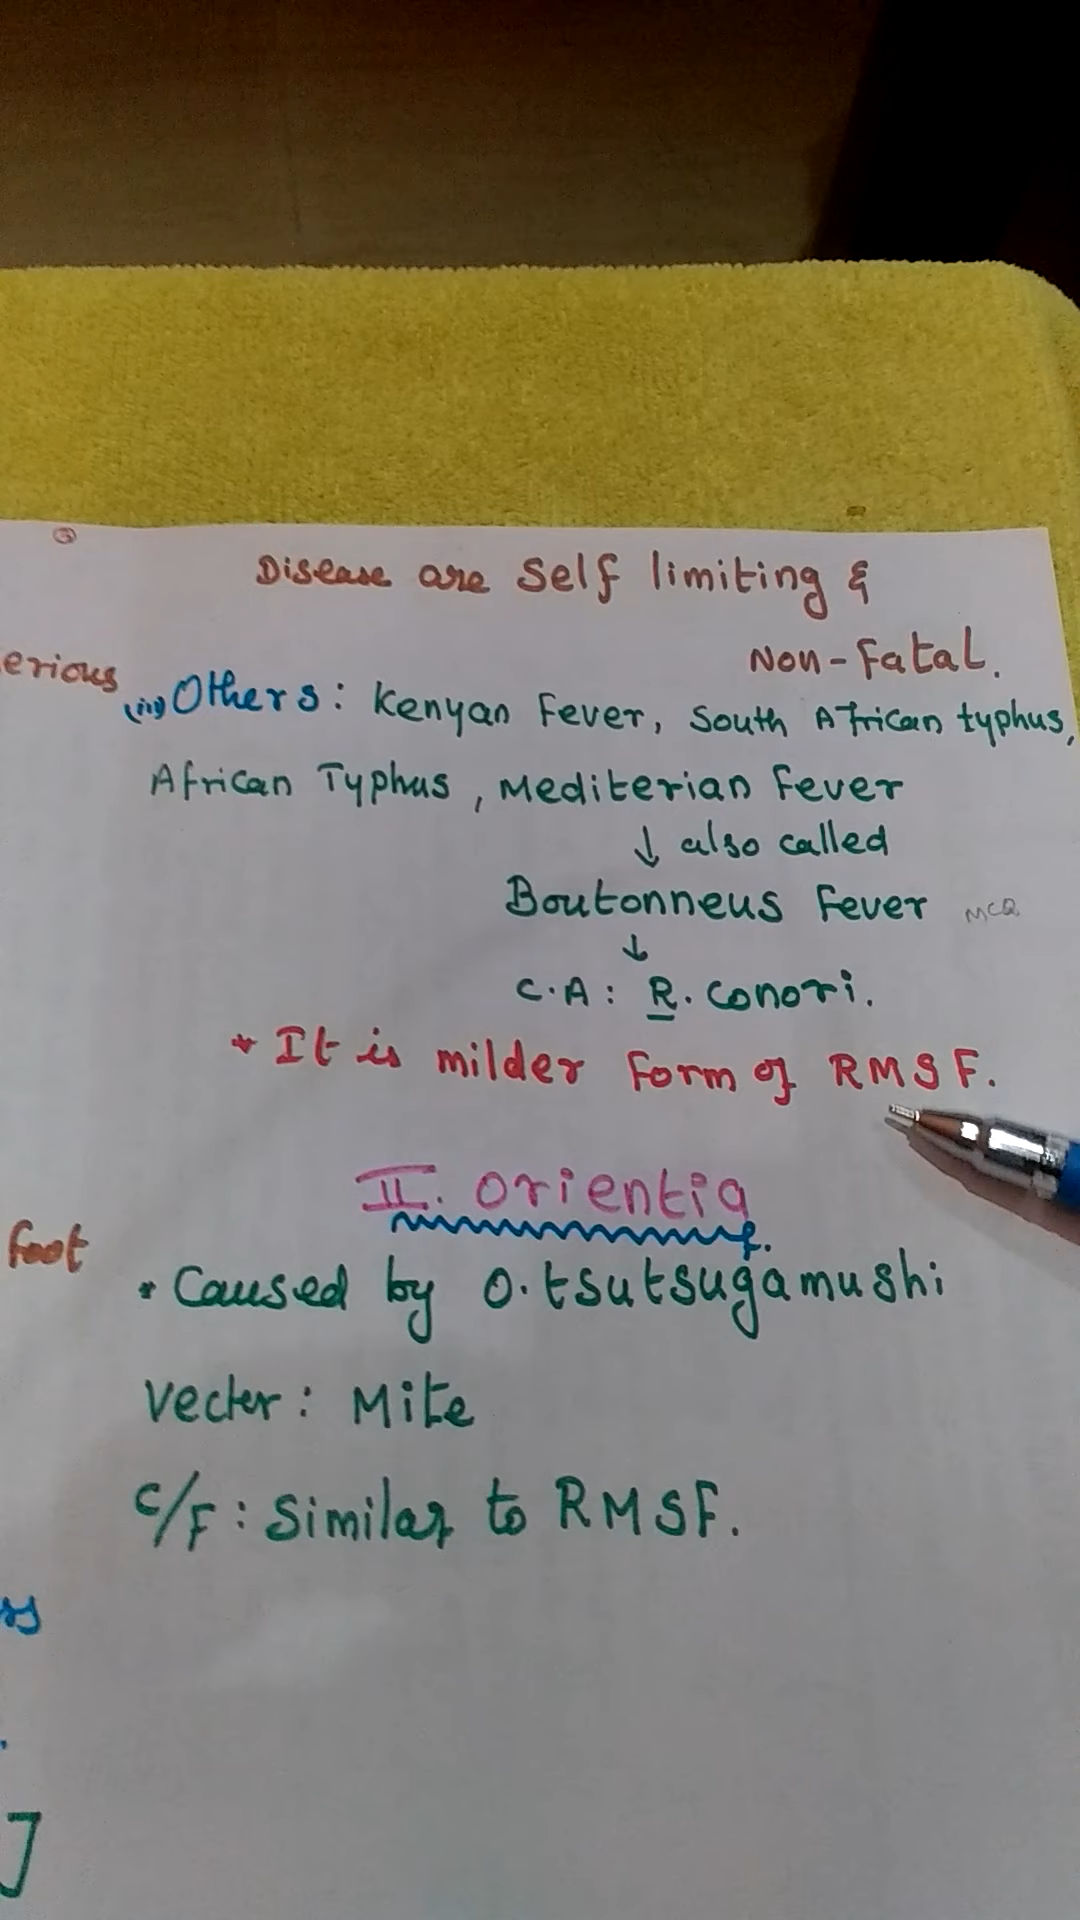 Disease are Self limiting &
Non-Fatal.
erious
(iii) Others: Kenyan Fever, South African typhus,
African Typhus, Mediterian Fever
↓ also called
Boutonneus Fever MCQ
↓
C.A: R. conori.
* It is milder Form of RMSF.
II. Orientia
foot
* Caused by O.tsutsugamushi
Vector: Mite
C/F: Similar to RMSF.